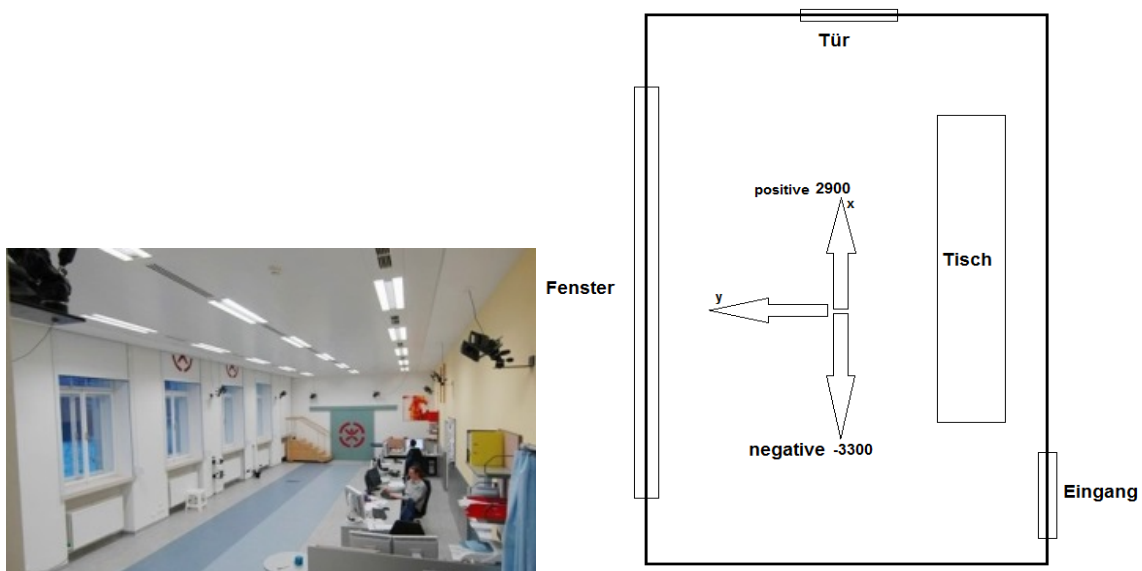 Tür
positive 2900
x
Tisch
Fenster
y
negative -3300
Eingang